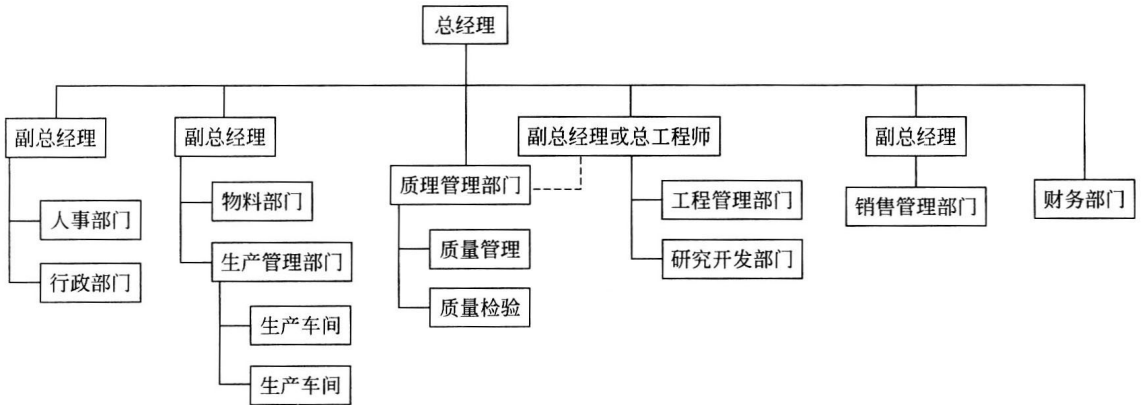 总经理
副总经理
副总经理
副总经理或总工程师
副总经理
质理管理部门
人事部门
物料部门
工程管理部门
销售管理部门
财务部门
行政部门
生产管理部门
质量管理
研究开发部门
质量检验
生产车间
生产车间